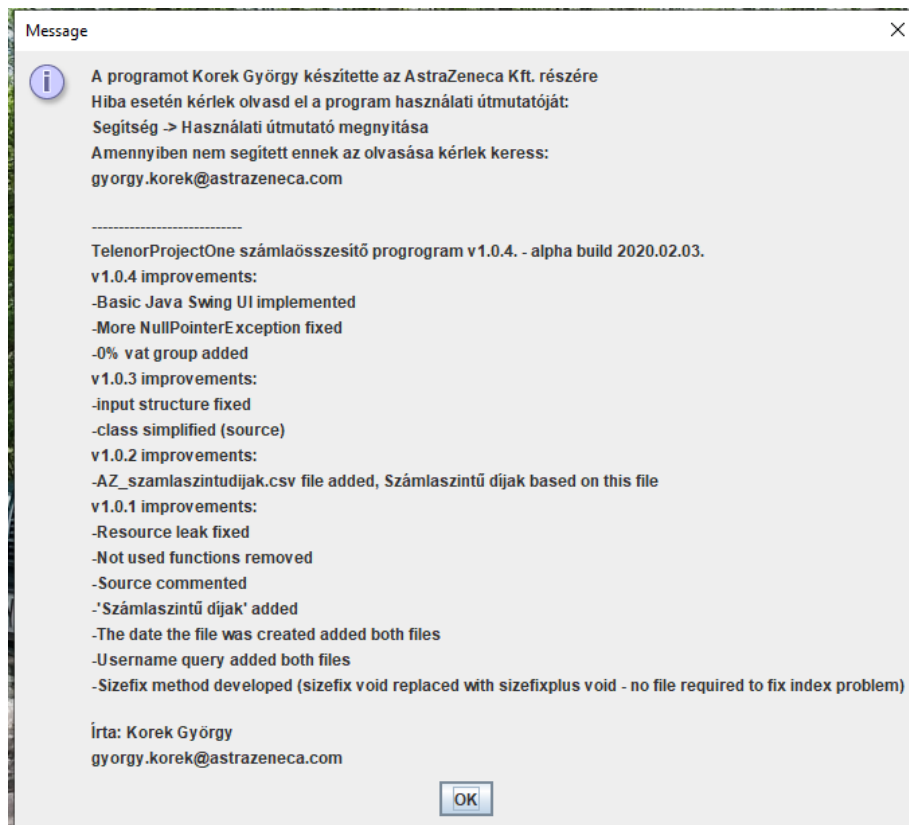 Message
A programot Korek György készítette az AstraZeneca Kft. részére
Hiba esetén kérlek olvasd el a program használati útmutatóját:
Segítség -> Használati útmutató megnyitása
Amennyiben nem segített ennek az olvasása kérlek keress:
gyorgy.korek@astrazeneca.com
----------------------------
TelenorProjectOne számlaösszesítő progrogram v1.0.4. - alpha build 2020.02.03.
v1.0.4 improvements:
-Basic Java Swing UI implemented
-More NullPointerException fixed
-0% vat group added
v1.0.3 improvements:
-input structure fixed
-class simplified (source)
v1.0.2 improvements:
-AZ_szamlaszintudijak.csv file added, Számlaszintű díjak based on this file
v1.0.1 improvements:
-Resource leak fixed
-Not used functions removed
-Source commented
-'Számlaszintű díjak' added
-The date the file was created added both files
-Username query added both files
-Sizefix method developed (sizefix void replaced with sizefixplus void - no file required to fix index problem)
Írta: Korek György
gyorgy.korek@astrazeneca.com
OK